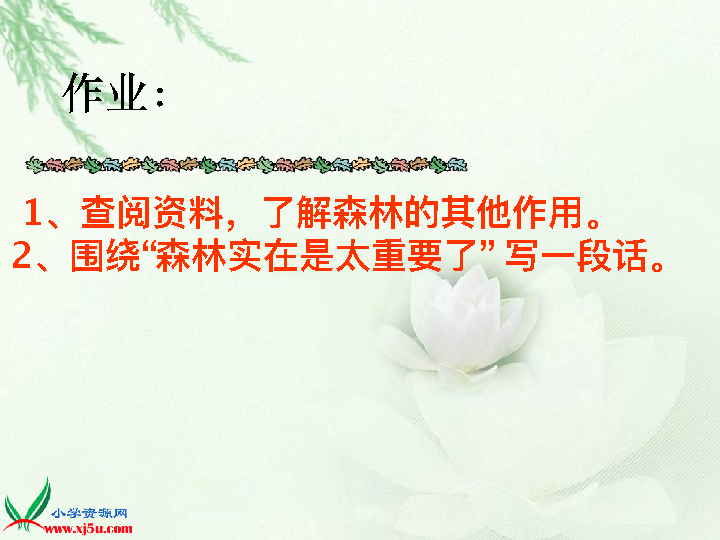 作业：
1、查阅资料，了解森林的其他作用。
2、围绕“森林实在是太重要了”写一段话。
小学资源网
www.xj5u.com